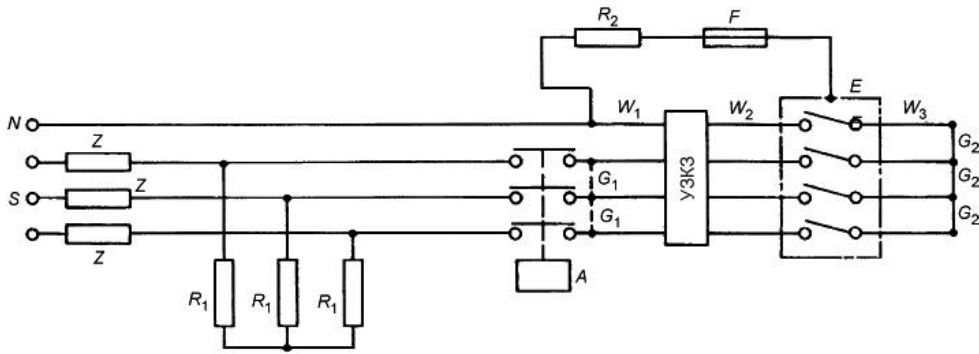 R₂
F
E
N
W₁
W₂
W₃
Z
G₂
G₁
S
Z
УЗКЗ
G₂
G₁
G₂
Z
R₁
R₁
R₁
A